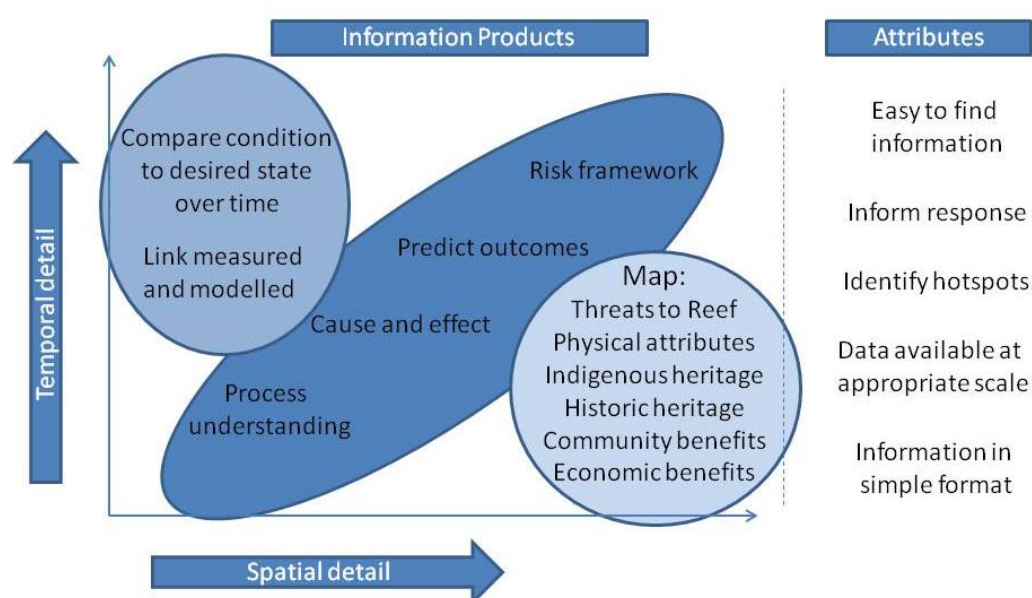 Information Products
Attributes
Temporal detail
Compare condition
to desired state
over time
Link measured
and modelled
Risk framework
Predict outcomes
Cause and effect
Process
understanding
Map:
Threats to Reef
Physical attributes
Indigenous heritage
Historic heritage
Community benefits
Economic benefits
Easy to find
information
Inform response
Identify hotspots
Data available at
appropriate scale
Information in
simple format
Spatial detail